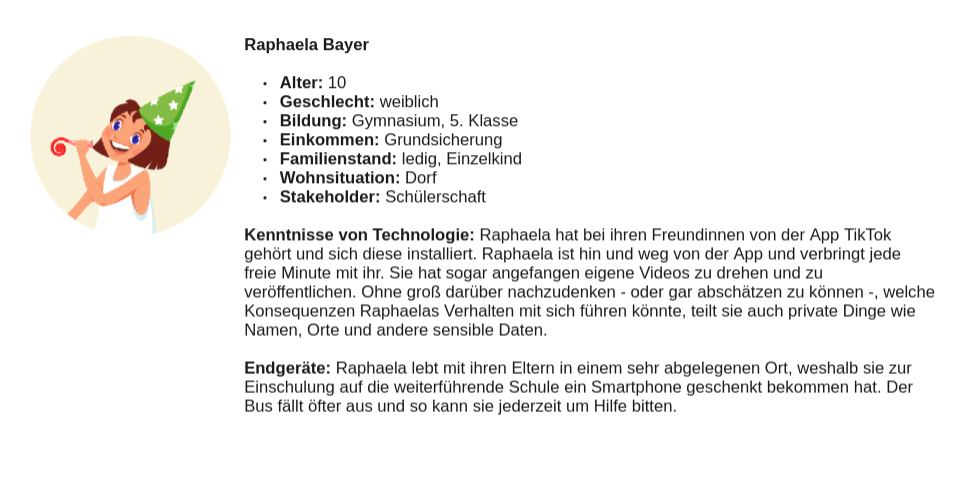 Raphaela Bayer
• Alter: 10
• Geschlecht: weiblich
• Bildung: Gymnasium, 5. Klasse
• Einkommen: Grundsicherung
• Familienstand: ledig, Einzelkind
• Wohnsituation: Dorf
• Stakeholder: Schülerschaft
Kenntnisse von Technologie: Raphaela hat bei ihren Freundinnen von der App TikTok
gehört und sich diese installiert. Raphaela ist hin und weg von der App und verbringt jede
freie Minute mit ihr. Sie hat sogar angefangen eigene Videos zu drehen und zu
veröffentlichen. Ohne groß darüber nachzudenken - oder gar abschätzen zu können -, welche
Konsequenzen Raphaelas Verhalten mit sich führen könnte, teilt sie auch private Dinge wie
Namen, Orte und andere sensible Daten.
Endgeräte: Raphaela lebt mit ihren Eltern in einem sehr abgelegenen Ort, weshalb sie zur
Einschulung auf die weiterführende Schule ein Smartphone geschenkt bekommen hat. Der
Bus fällt öfter aus und so kann sie jederzeit um Hilfe bitten.